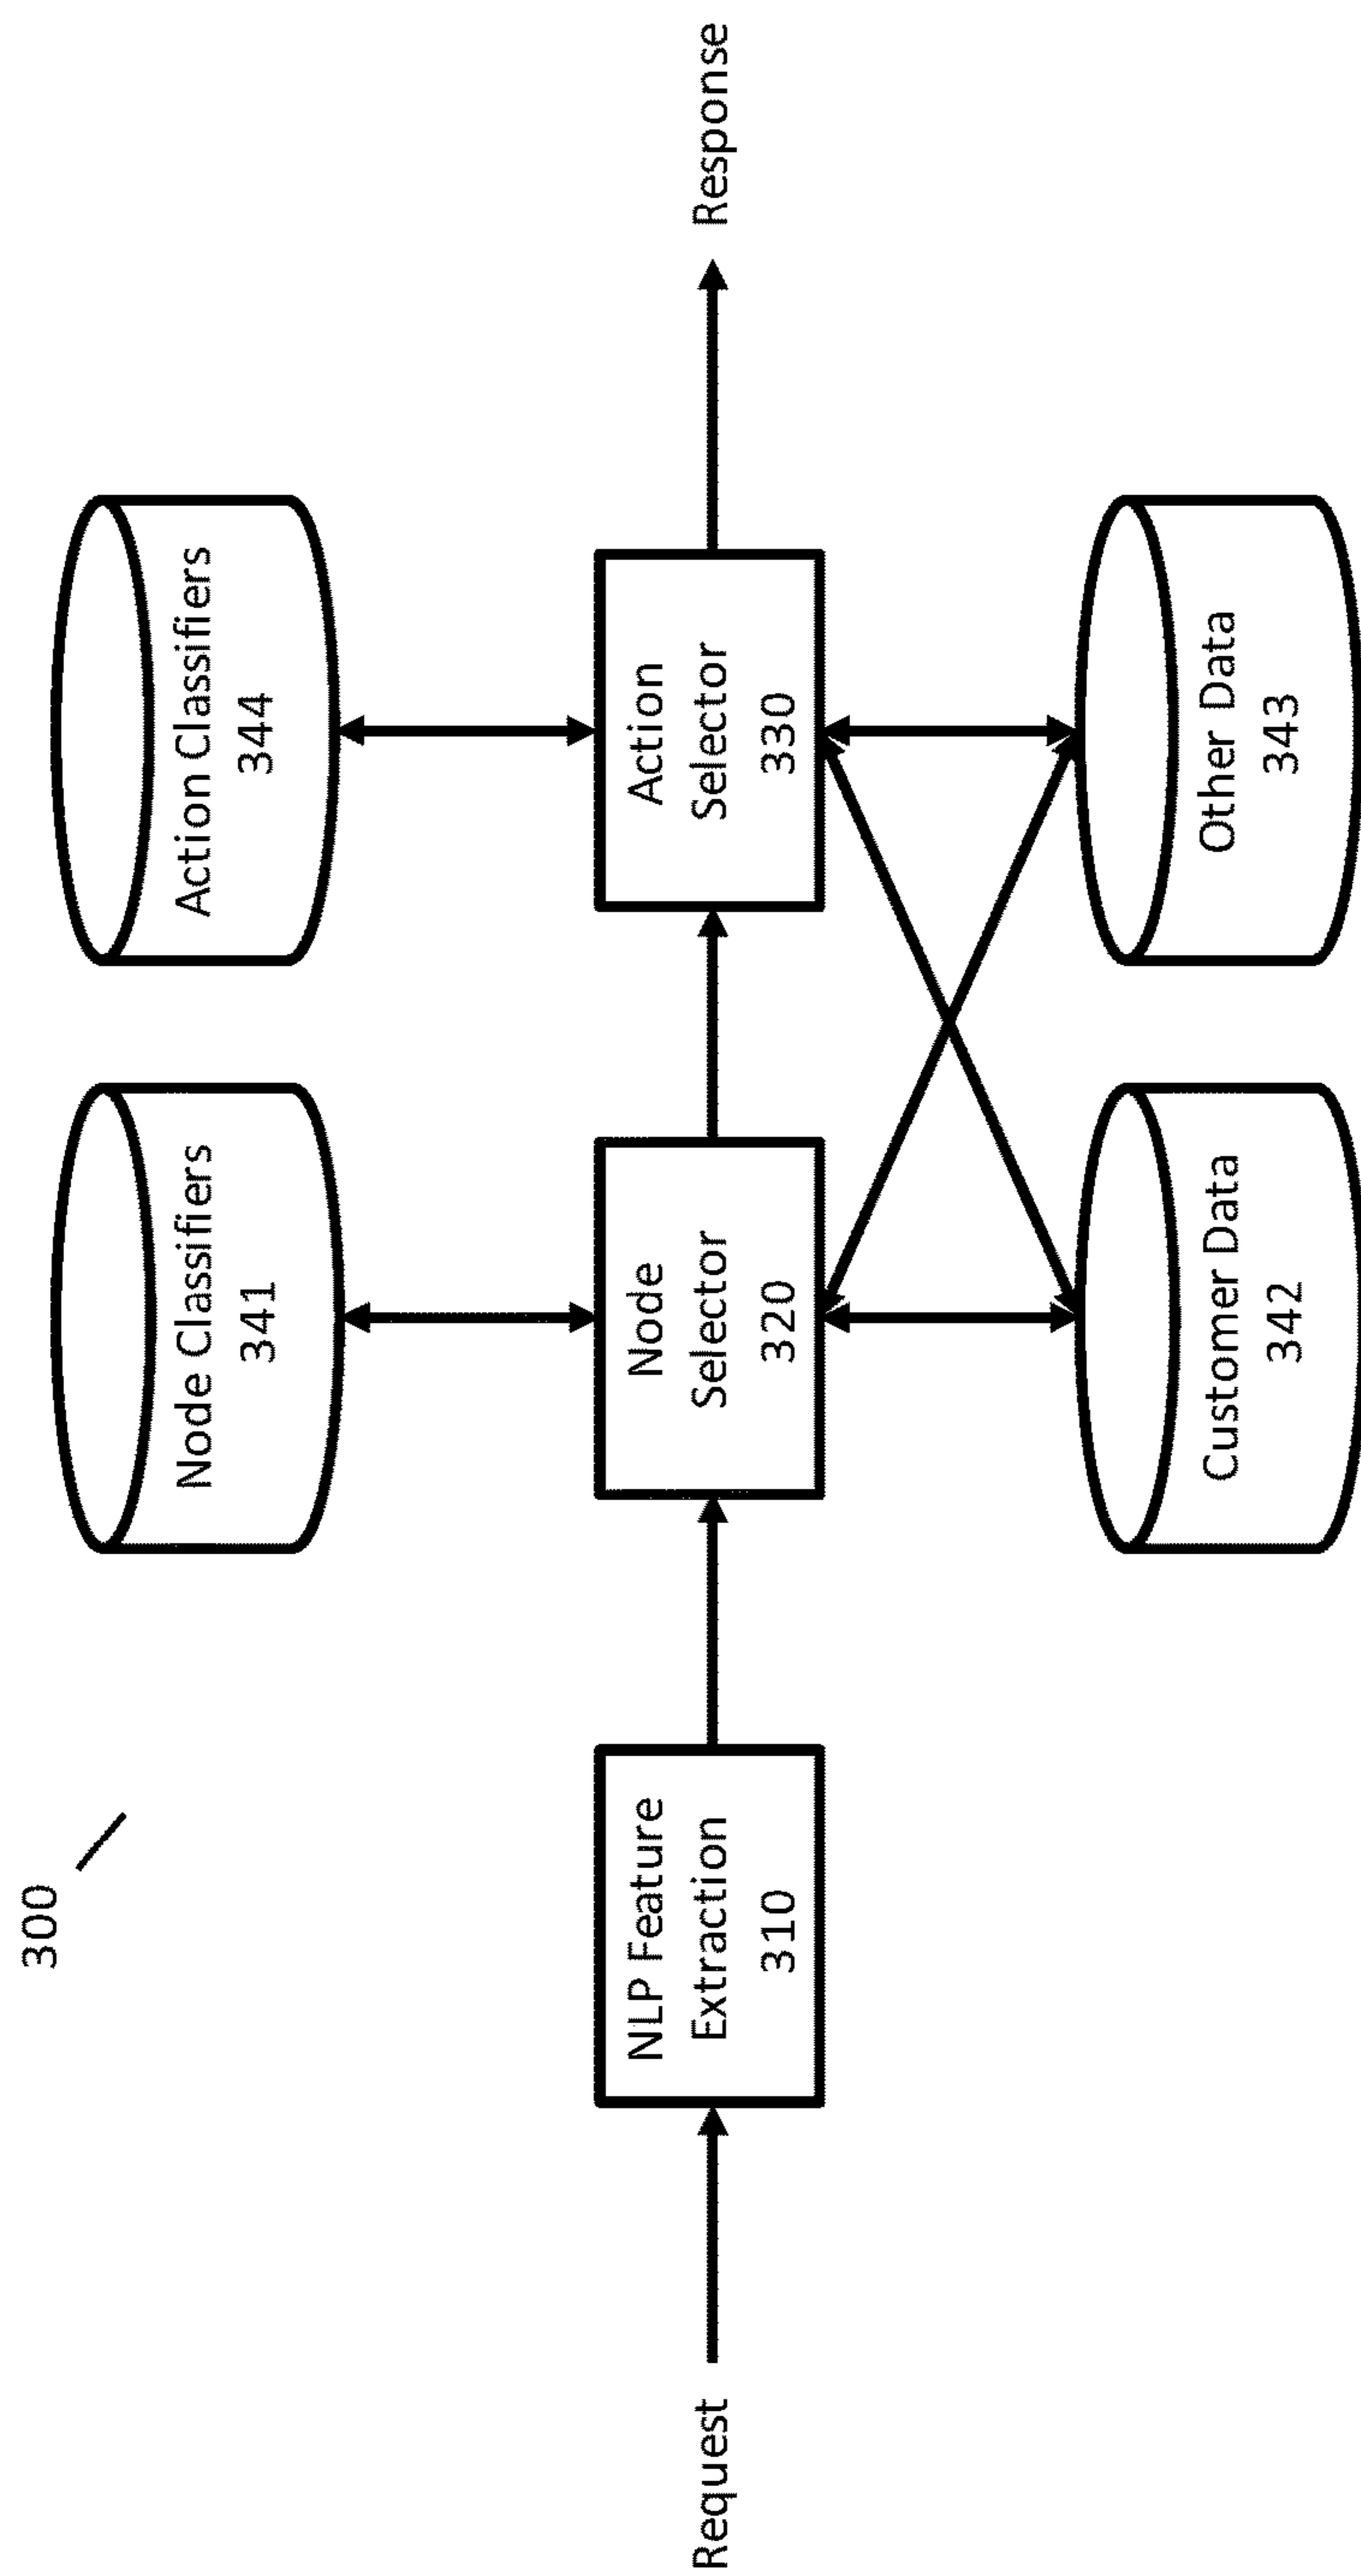 300
Node Classifiers
341
Action Classifiers
344
Request
NLP Feature
Extraction
310
Node
Selector
320
Action
Selector
330
Response
Customer Data
342
Other Data
343